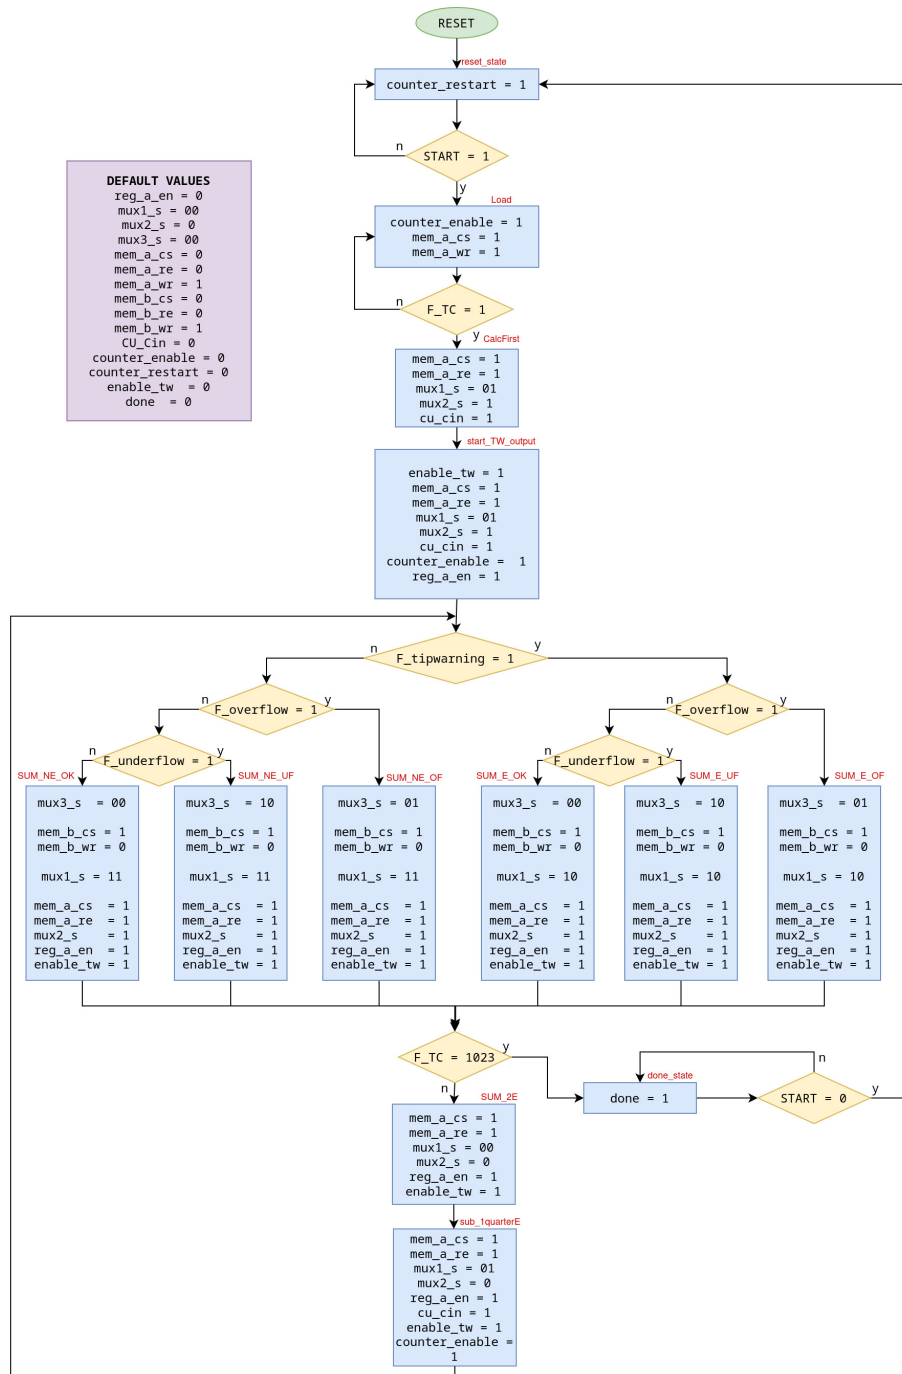 RESET
reset_state
counter_restart = 1
n
START = 1
y
DEFAULT VALUES
reg_a_en = 0
mux1_s = 00
mux2_s = 0
mux3_s = 00
mem_a_cs = 0
mem_a_re = 0
mem_a_wr = 1
mem_b_cs = 0
mem_b_re = 0
mem_b_wr = 1
CU_Cin = 0
counter_enable = 0
counter_restart = 0
enable_tw  = 0
done  = 0
Load
counter_enable = 1
mem_a_cs = 1
mem_a_wr = 1
n
F_TC = 1
y
CalcFirst
mem_a_cs = 1
mem_a_re = 1
mux1_s = 01
mux2_s = 1
cu_cin = 1
start_TW_output
enable_tw = 1
mem_a_cs = 1
mem_a_re = 1
mux1_s = 01
mux2_s = 1
cu_cin = 1
counter_enable =  1
reg_a_en = 1
n
F_tipwarning = 1
y
n
F_overflow = 1
y
n
F_overflow = 1
y
n
F_underflow = 1
y
n
F_underflow = 1
y
SUM_NE_OK
mux3_s  = 00
mem_b_cs = 1
mem_b_wr = 0
mux1_s = 11
mem_a_cs  = 1
mem_a_re  = 1
mux2_s    = 1
reg_a_en  = 1
enable_tw = 1
SUM_NE_UF
mux3_s  = 10
mem_b_cs = 1
mem_b_wr = 0
mux1_s = 11
mem_a_cs  = 1
mem_a_re  = 1
mux2_s    = 1
reg_a_en  = 1
enable_tw = 1
SUM_NE_OF
mux3_s  = 01
mem_b_cs = 1
mem_b_wr = 0
mux1_s = 11
mem_a_cs  = 1
mem_a_re  = 1
mux2_s    = 1
reg_a_en  = 1
enable_tw = 1
SUM_E_OK
mux3_s  = 00
mem_b_cs = 1
mem_b_wr = 0
mux1_s = 10
mem_a_cs  = 1
mem_a_re  = 1
mux2_s    = 1
reg_a_en  = 1
enable_tw = 1
SUM_E_UF
mux3_s  = 10
mem_b_cs = 1
mem_b_wr = 0
mux1_s = 10
mem_a_cs  = 1
mem_a_re  = 1
mux2_s    = 1
reg_a_en  = 1
enable_tw = 1
SUM_E_OF
mux3_s  = 01
mem_b_cs = 1
mem_b_wr = 0
mux1_s = 10
mem_a_cs  = 1
mem_a_re  = 1
mux2_s    = 1
reg_a_en  = 1
enable_tw = 1
F_TC = 1023
y
n
done_state
done = 1
n
START = 0
y
SUM_2E
mem_a_cs = 1
mem_a_re = 1
mux1_s = 00
mux2_s = 0
reg_a_en = 1
enable_tw = 1
sub_1quarterE
mem_a_cs = 1
mem_a_re = 1
mux1_s = 01
mux2_s = 0
reg_a_en = 1
cu_cin = 1
enable_tw = 1
counter_enable =
1